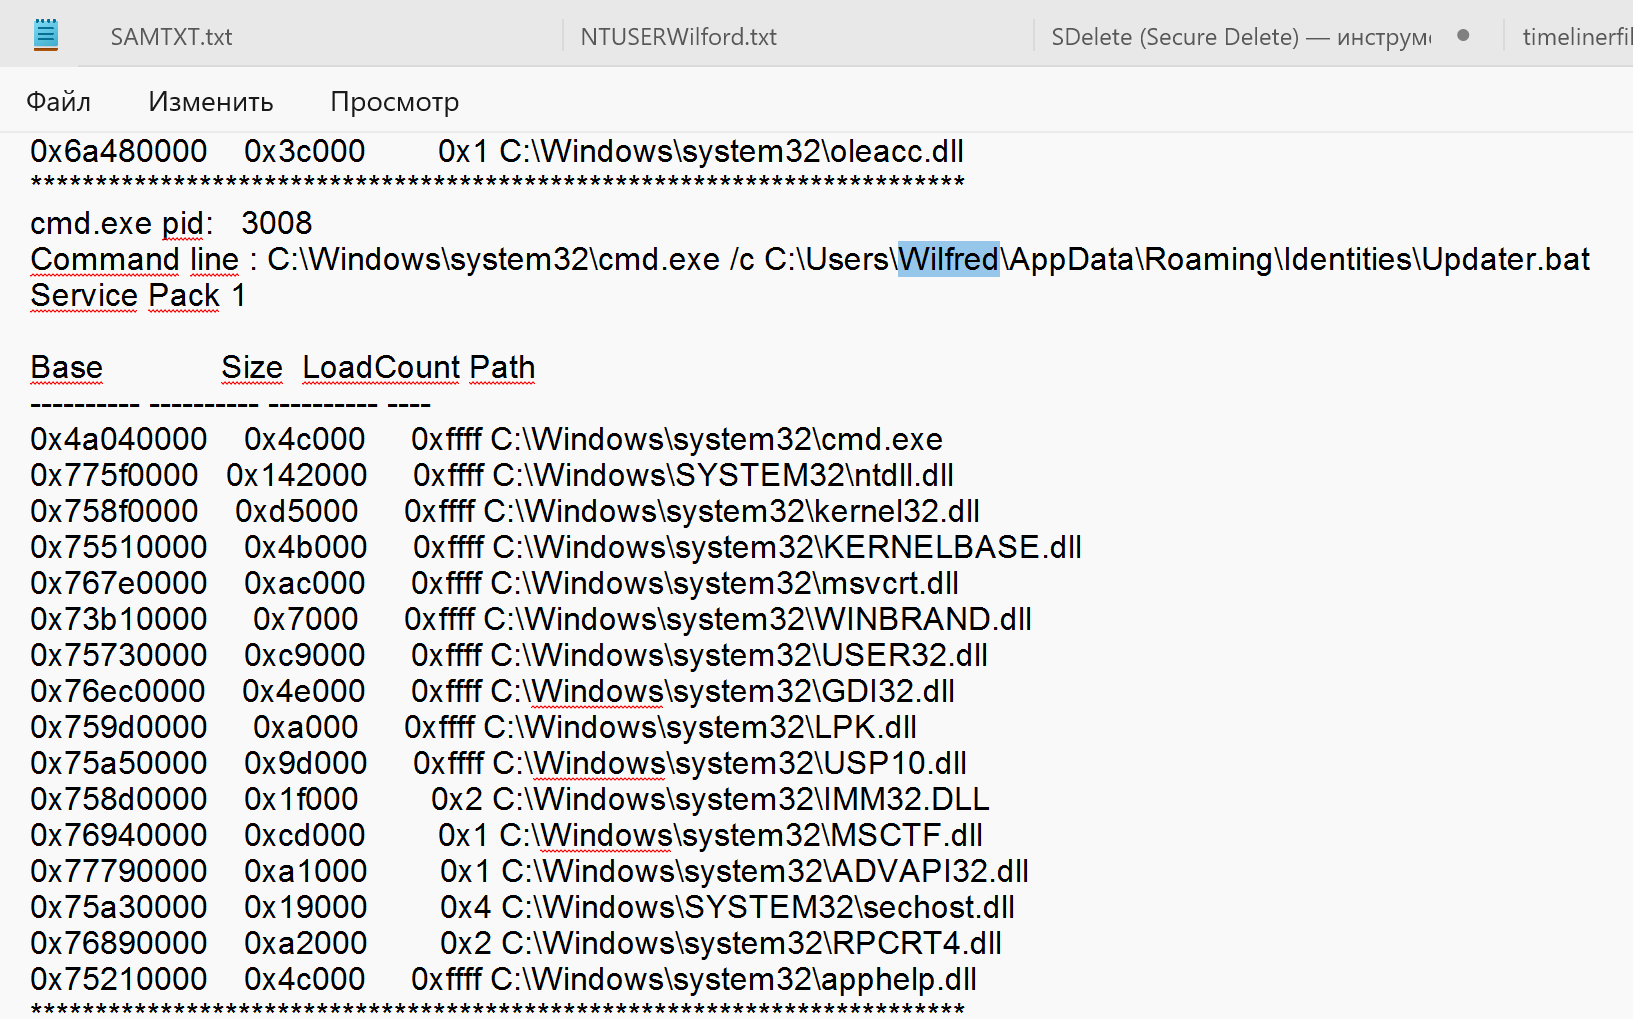 SAMTXT.txt NTUSERWilford.txt SDelete (Secure Delete) — инструм timelinerfil
Файл Изменить Просмотр
0x6a480000 0x3c000 0x1 C:\Windows\system32\oleacc.dll
************************************************************************
cmd.exe pid: 3008
Command line : C:\Windows\system32\cmd.exe /c C:\Users\Wilfred\AppData\Roaming\Identities\Updater.bat
Service Pack 1
Base Size LoadCount Path
---------- ---------- ---------- ----
0x4a040000 0x4c000 0xffff C:\Windows\system32\cmd.exe
0x775f0000 0x142000 0xffff C:\Windows\SYSTEM32\ntdll.dll
0x758f0000 0xd5000 0xffff C:\Windows\system32\kernel32.dll
0x75510000 0x4b000 0xffff C:\Windows\system32\KERNELBASE.dll
0x767e0000 0xac000 0xffff C:\Windows\system32\msvcrt.dll
0x73b10000 0x7000 0xffff C:\Windows\system32\WINBRAND.dll
0x75730000 0xc9000 0xffff C:\Windows\system32\USER32.dll
0x76ec0000 0x4e000 0xffff C:\Windows\system32\GDI32.dll
0x759d0000 0xa000 0xffff C:\Windows\system32\LPK.dll
0x75a50000 0x9d000 0xffff C:\Windows\system32\USP10.dll
0x758d0000 0x1f000 0x2 C:\Windows\system32\IMM32.DLL
0x76940000 0xcd000 0x1 C:\Windows\system32\MSCTF.dll
0x77790000 0xa1000 0x1 C:\Windows\system32\ADVAPI32.dll
0x75a30000 0x19000 0x4 C:\Windows\SYSTEM32\sechost.dll
0x76890000 0xa2000 0x2 C:\Windows\system32\RPCRT4.dll
0x75210000 0x4c000 0xffff C:\Windows\system32\apphelp.dll
************************************************************************